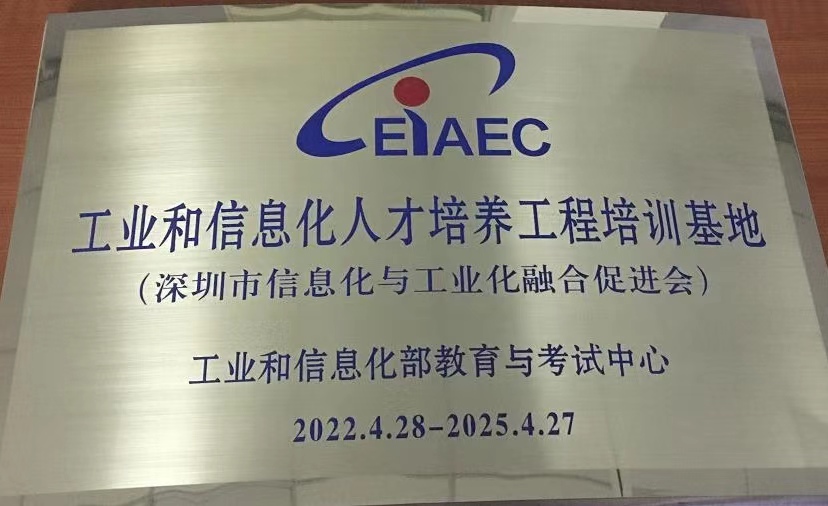 CEIAEC
工业和信息化人才培养工程培训基地
（深圳市信息化与工业化融合促进会）
工业和信息化部教育与考试中心
2022.4.28-2025.4.27